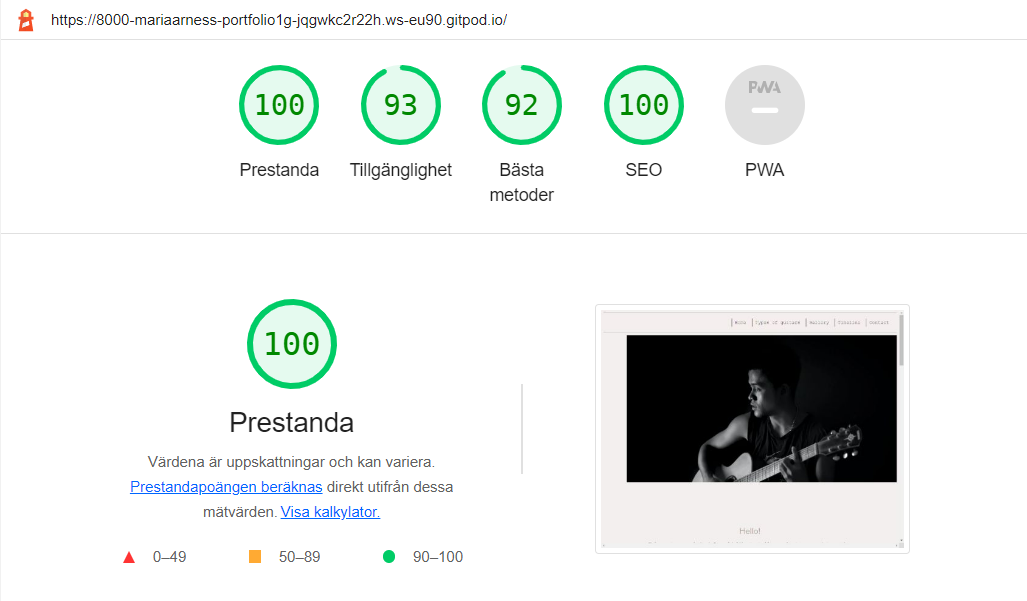 https://8000-mariaarness-portfolio1g-jqgwkc2r22h.ws-eu90.gitpod.io/
100
93
92
100
PWA
Prestanda
Tillgänglighet
Bästa
metoder
SEO
PWA
100
Prestanda
Värdena är uppskattningar och kan variera.
Prestandapoängen beräknas direkt utifrån dessa
mätvärden. Visa kalkylator.
0–49
50–89
90–100
Home | Types of guitars | Gallery | Timeline | Contact
Hello!